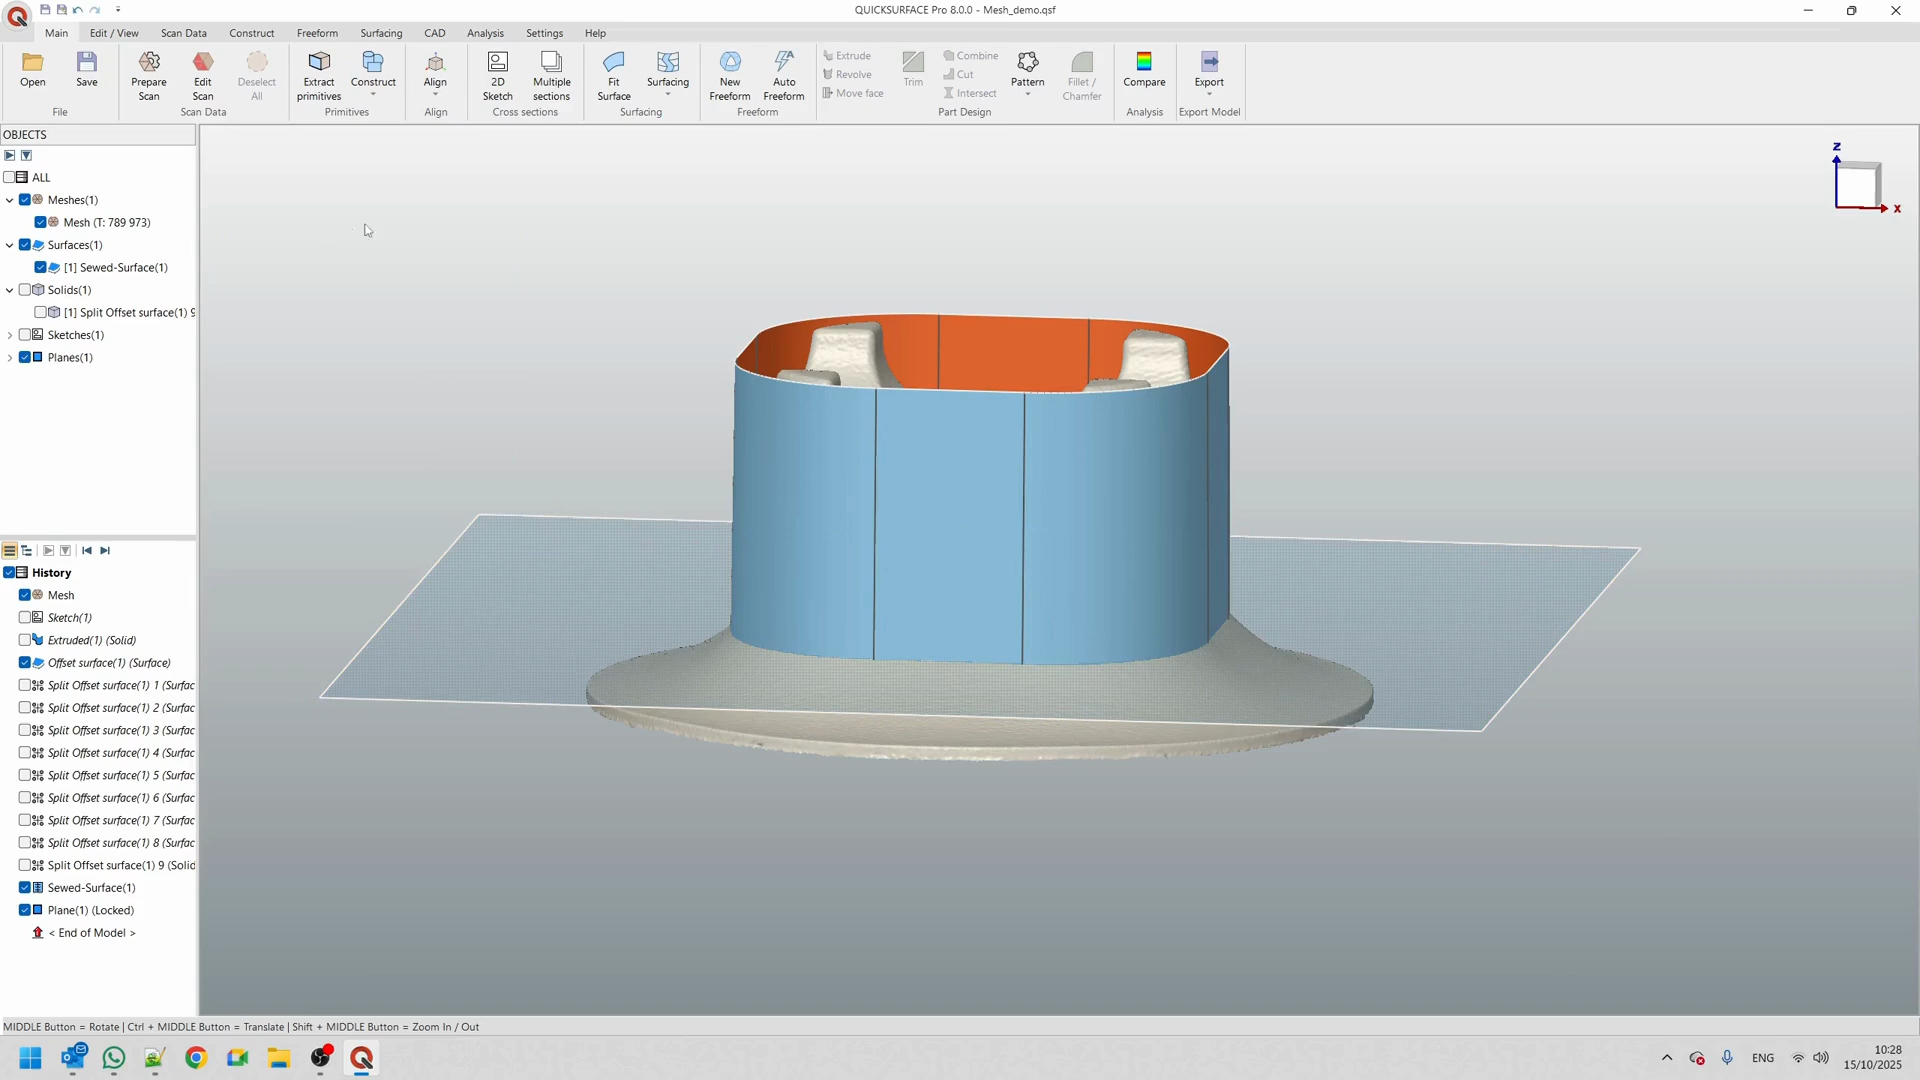 QUICKSURFACE Pro 8.0.0 - Mesh_demo.qsf
Main Edit / View Scan Data Construct Freeform Surfacing CAD Analysis Settings Help
Open Save Prepare Scan Edit Scan Deselect All Extract primitives Construct Align 2D Sketch Multiple sections Fit Surface Surfacing New Freeform Auto Freeform Extrude Revolve Move face Trim Combine Cut Intersect Pattern Fillet / Chamfer Compare Export
File Scan Data Primitives Align Cross sections Surfacing Freeform Part Design Analysis Export Model
OBJECTS
ALL
Meshes(1)
Mesh (T: 789 973)
Surfaces(1)
[1] Sewed-Surface(1)
Solids(1)
[1] Split Offset surface(1) 9
Sketches(1)
Planes(1)
z
x
History
Mesh
Sketch(1)
Extruded(1) (Solid)
Offset surface(1) (Surface)
Split Offset surface(1) 1 (Surfac
Split Offset surface(1) 2 (Surfac
Split Offset surface(1) 3 (Surfac
Split Offset surface(1) 4 (Surfac
Split Offset surface(1) 5 (Surfac
Split Offset surface(1) 6 (Surfac
Split Offset surface(1) 7 (Surfac
Split Offset surface(1) 8 (Surfac
Split Offset surface(1) 9 (Solid
Sewed-Surface(1)
Plane(1) (Locked)
< End of Model >
MIDDLE Button = Rotate | Ctrl + MIDDLE Button = Translate | Shift + MIDDLE Button = Zoom In / Out
ENG
10:28
15/10/2025